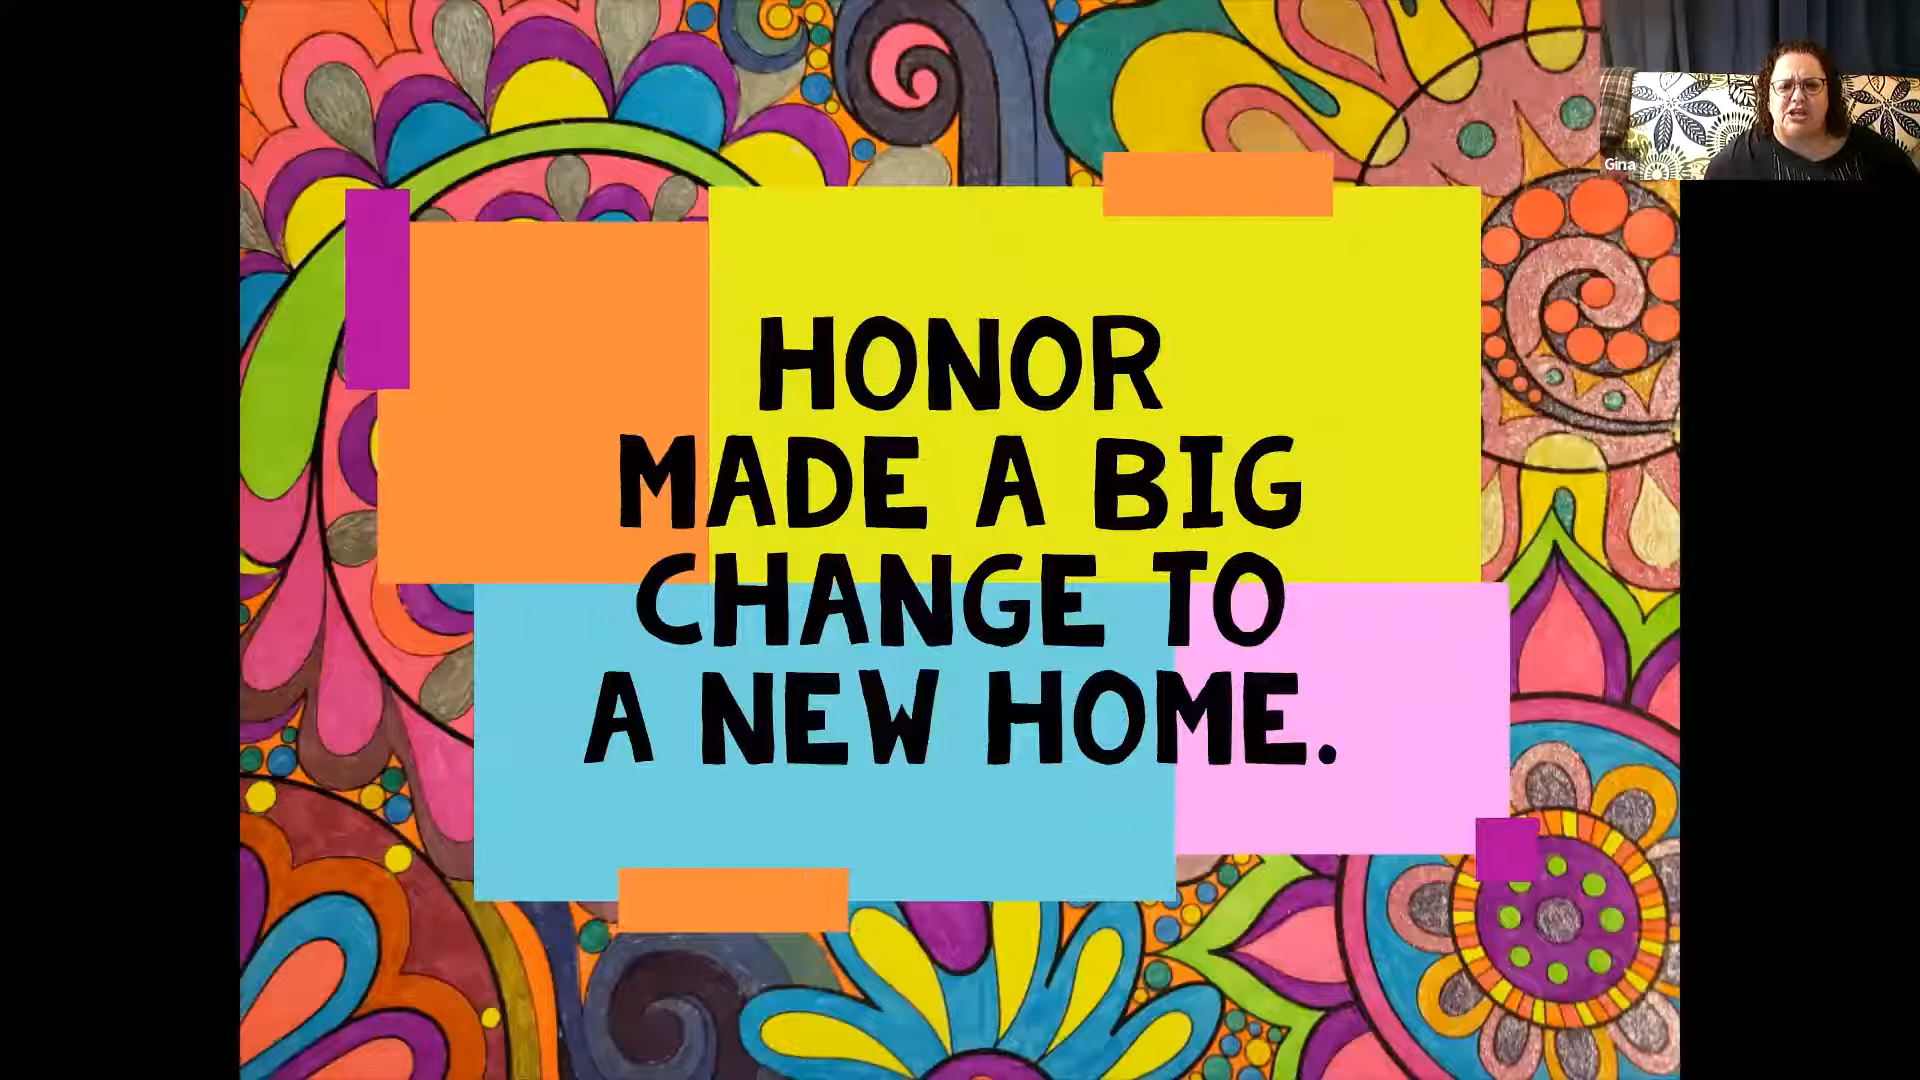 HONOR
MADE A BIG
CHANGE TO
A NEW HOME.
Gina